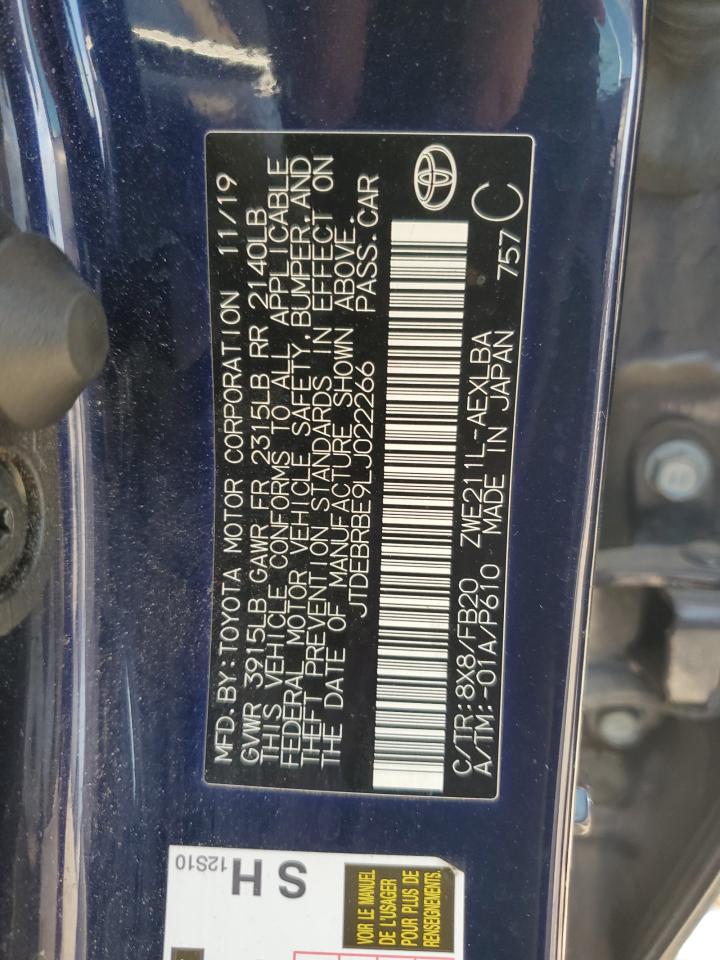 MFD. BY: TOYOTA MOTOR CORPORATION 11/19
GVWR 3915LB GAWR FR 2315LB RR 2140LB
THIS VEHICLE CONFORMS TO ALL APPLICABLE
FEDERAL MOTOR VEHICLE SAFETY, BUMPER, AND
THEFT PREVENTION STANDARDS IN EFFECT ON
THE DATE OF MANUFACTURE SHOWN ABOVE.
JTDEBRBE9LJ022266 PASS. CAR
C/TR: 8X8/FB20 ZWE211L-AEXLBA
A/TM: -01A/P610 MADE IN JAPAN 757 C
S H
12S10
VOIR LE MANUEL
DE L'USAGER
POUR PLUS DE
RENSEIGNEMENTS.